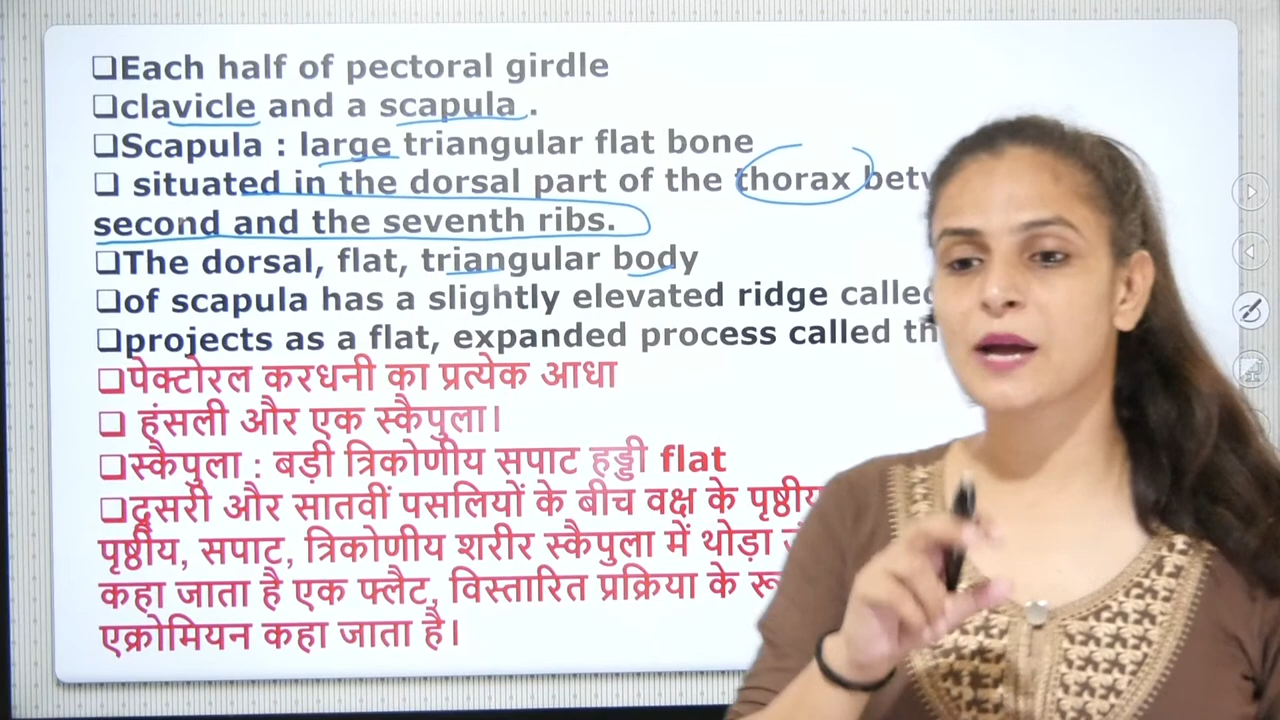 ❑Each half of pectoral girdle
❑clavicle and a scapula .
❑Scapula : large triangular flat bone
❑ situated in the dorsal part of the thorax
second and the seventh ribs.
❑The dorsal, flat, triangular body
❑of scapula has a slightly elevated ridge called
❑projects as a flat, expanded process called
❑पेक्टोरल करधनी का प्रत्येक आधा
❑ हंसली और एक स्कैपुला।
❑स्कैपुला : बड़ी त्रिकोणीय सपाट हड्डी flat
❑दूसरी और सातवीं पसलियों के बीच वक्ष के पृष्ठीय
पृष्ठीय, सपाट, त्रिकोणीय शरीर स्कैपुला में थोड़ा
कहा जाता है एक फ्लैट, विस्तारित प्रक्रिया के
एक्रोमियन कहा जाता है।